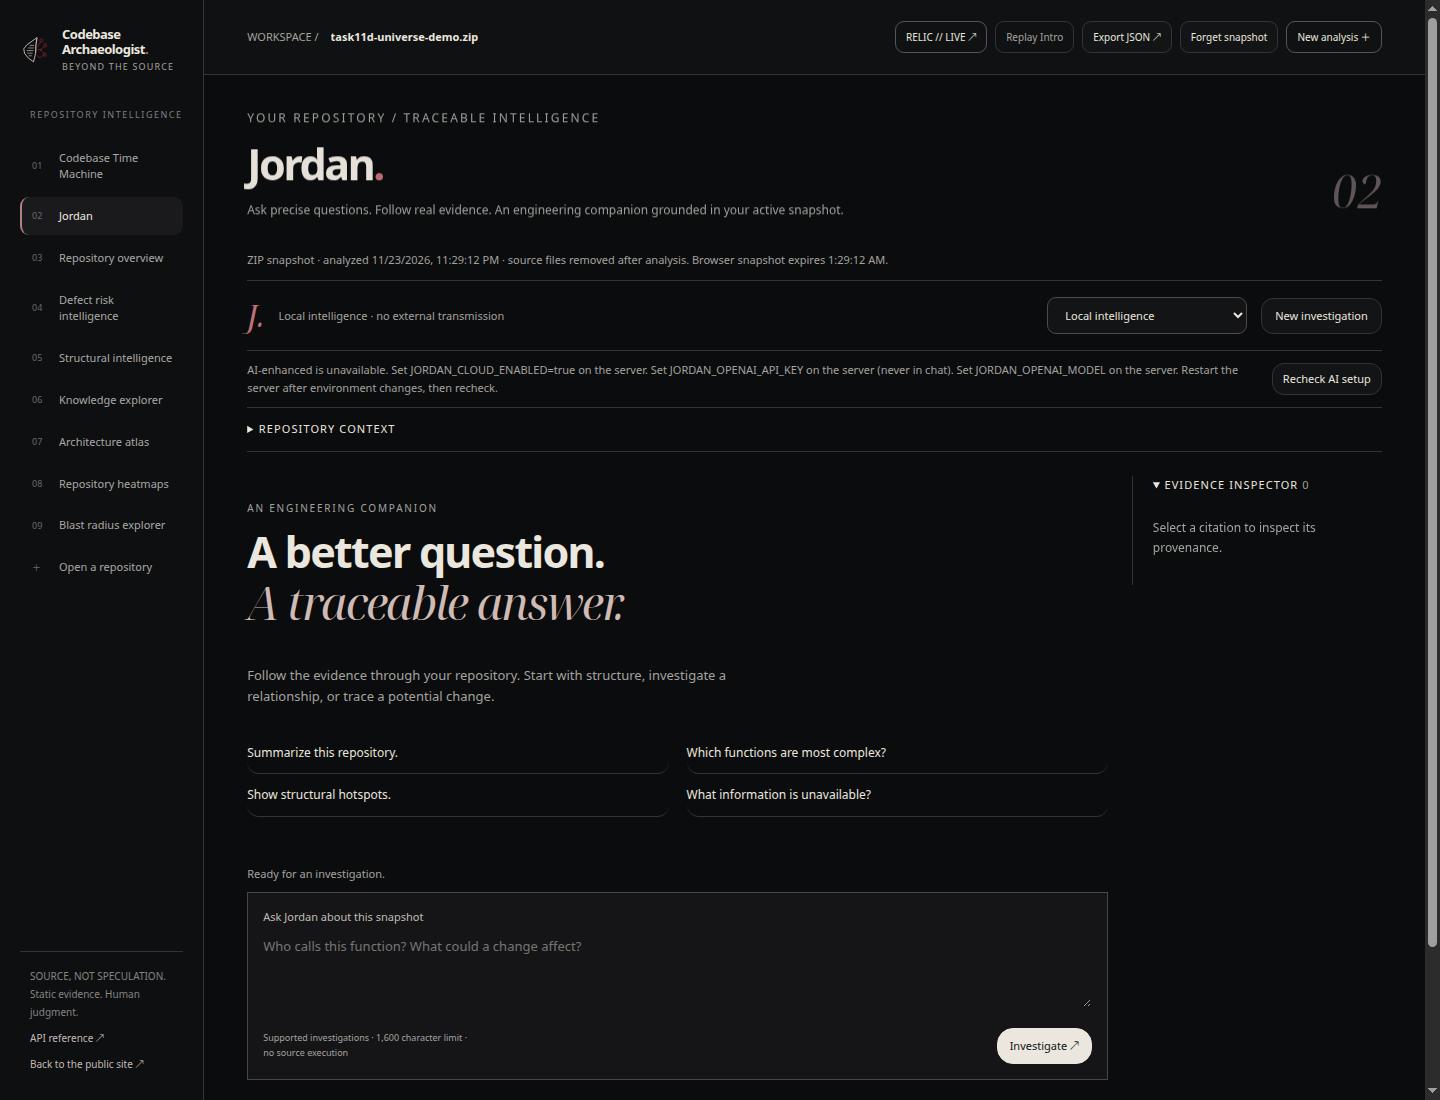 Codebase
Archaeologist.
BEYOND THE SOURCE
REPOSITORY INTELLIGENCE
01 Codebase Time
Machine
02 Jordan
03 Repository overview
04 Defect risk
intelligence
05 Structural intelligence
06 Knowledge explorer
07 Architecture atlas
08 Repository heatmaps
09 Blast radius explorer
+ Open a repository
SOURCE, NOT SPECULATION.
Static evidence. Human
judgment.
API reference ↗
Back to the public site ↗
WORKSPACE / task11d-universe-demo.zip
RELIC // LIVE ↗
Replay Intro
Export JSON ↗
Forget snapshot
New analysis +
YOUR REPOSITORY / TRACEABLE INTELLIGENCE
Jordan.
Ask precise questions. Follow real evidence. An engineering companion grounded in your active snapshot.
02
ZIP snapshot · analyzed 11/23/2026, 11:29:12 PM · source files removed after analysis. Browser snapshot expires 1:29:12 AM.
J. Local intelligence · no external transmission
Local intelligence
New investigation
AI-enhanced is unavailable. Set JORDAN_CLOUD_ENABLED=true on the server. Set JORDAN_OPENAI_API_KEY on the server (never in chat). Set JORDAN_OPENAI_MODEL on the server. Restart the
server after environment changes, then recheck.
Recheck AI setup
▶ REPOSITORY CONTEXT
AN ENGINEERING COMPANION
A better question.
A traceable answer.
Follow the evidence through your repository. Start with structure, investigate a
relationship, or trace a potential change.
Summarize this repository.
Which functions are most complex?
Show structural hotspots.
What information is unavailable?
▼ EVIDENCE INSPECTOR 0
Select a citation to inspect its
provenance.
Ready for an investigation.
Ask Jordan about this snapshot
Who calls this function? What could a change affect?
Supported investigations · 1,600 character limit ·
no source execution
Investigate ↗